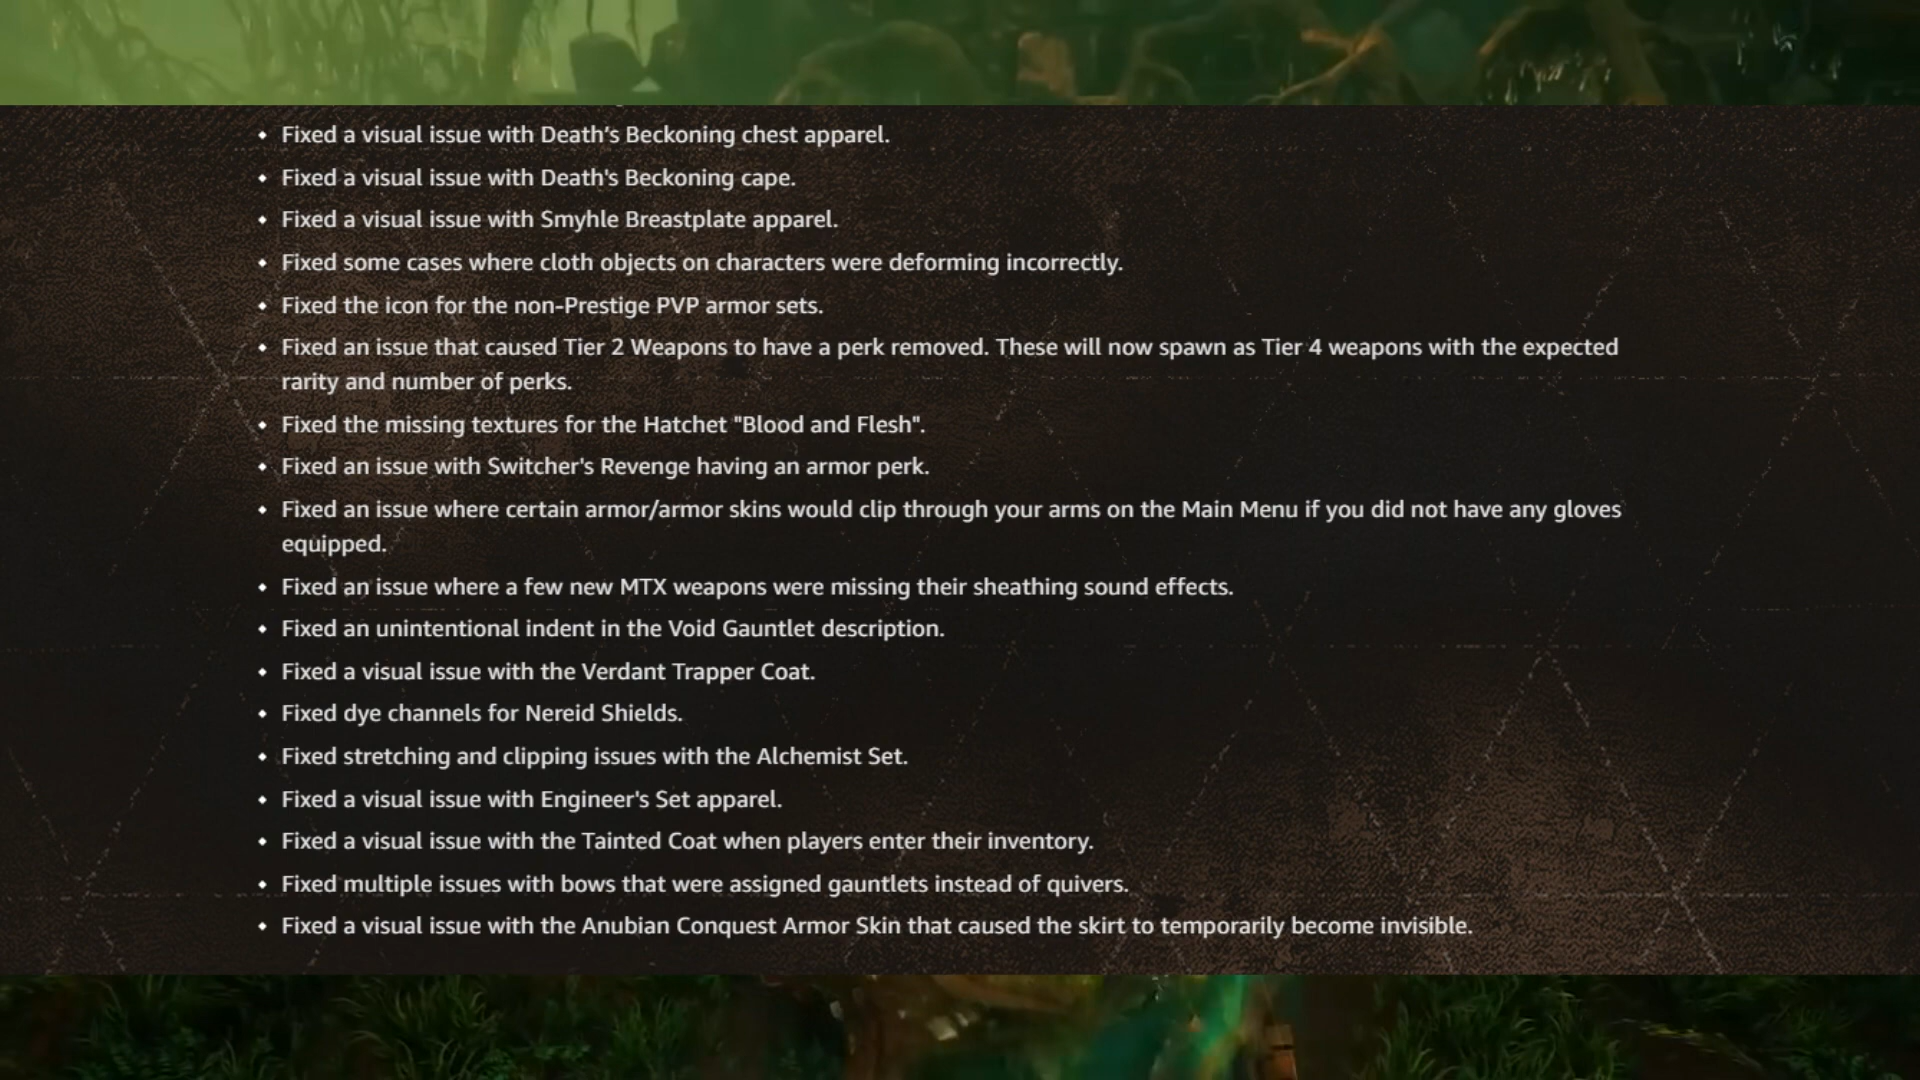 • Fixed a visual issue with Death's Beckoning chest apparel.
• Fixed a visual issue with Death's Beckoning cape.
• Fixed a visual issue with Smyhle Breastplate apparel.
• Fixed some cases where cloth objects on characters were deforming incorrectly.
• Fixed the icon for the non-Prestige PVP armor sets.
• Fixed an issue that caused Tier 2 Weapons to have a perk removed. These will now spawn as Tier 4 weapons with the expected
rarity and number of perks.
• Fixed the missing textures for the Hatchet "Blood and Flesh".
• Fixed an issue with Switcher's Revenge having an armor perk.
• Fixed an issue where certain armor/armor skins would clip through your arms on the Main Menu if you did not have any gloves
equipped.
• Fixed an issue where a few new MTX weapons were missing their sheathing sound effects.
• Fixed an unintentional indent in the Void Gauntlet description.
• Fixed a visual issue with the Verdant Trapper Coat.
• Fixed dye channels for Nereid Shields.
• Fixed stretching and clipping issues with the Alchemist Set.
• Fixed a visual issue with Engineer's Set apparel.
• Fixed a visual issue with the Tainted Coat when players enter their inventory.
• Fixed multiple issues with bows that were assigned gauntlets instead of quivers.
• Fixed a visual issue with the Anubian Conquest Armor Skin that caused the skirt to temporarily become invisible.